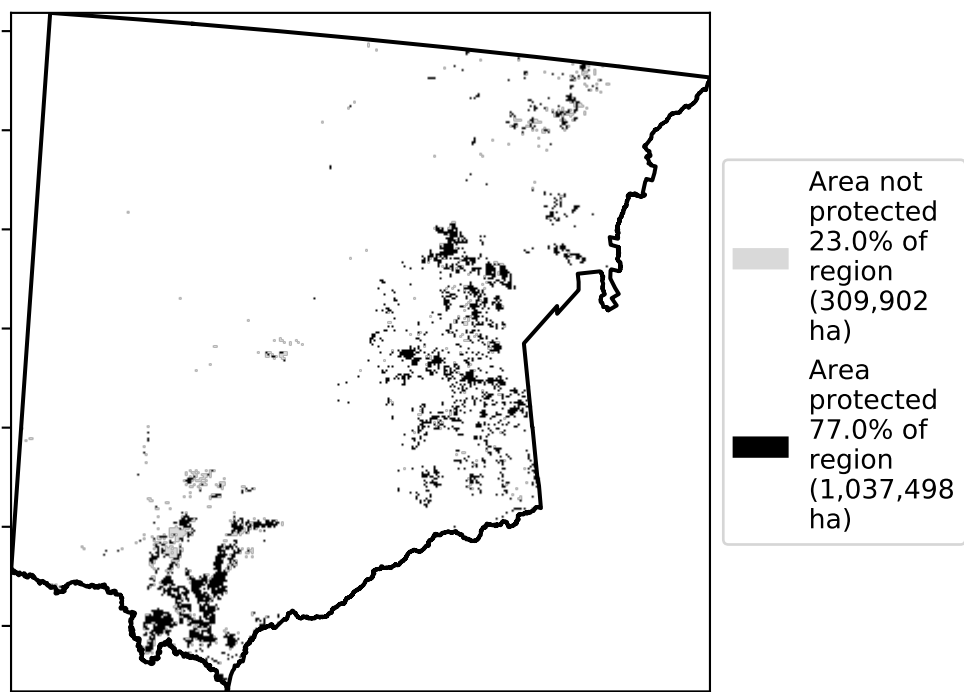 Area not
protected
23.0% of
region
(309,902
ha)
Area
protected
77.0% of
region
(1,037,498
ha)